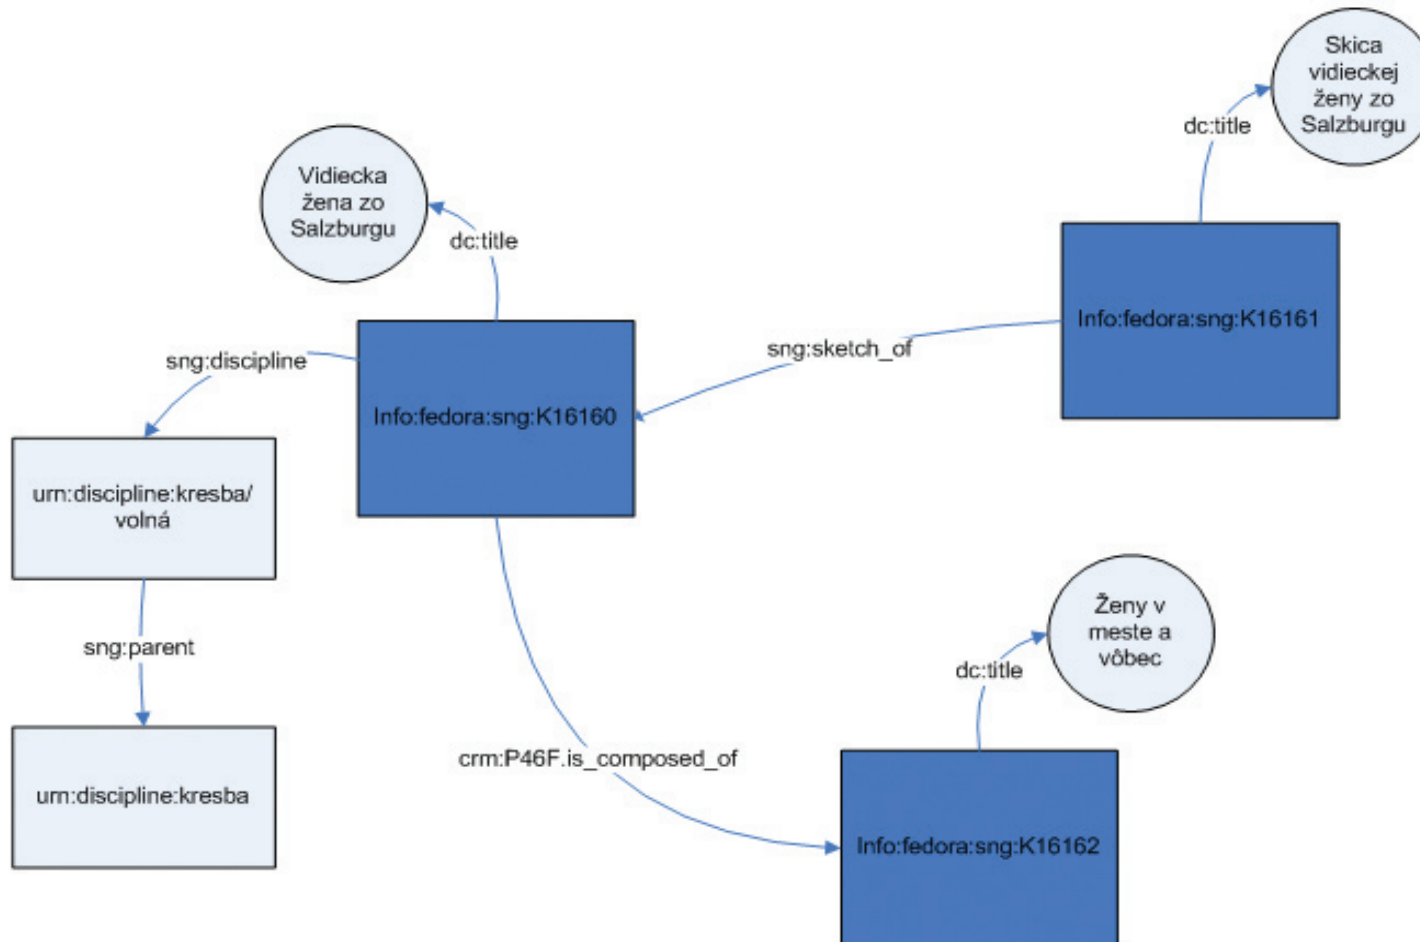 Skica
vidieckej
ženy zo
Salzburgu
dc:title
Vidiecka
žena zo
Salzburgu
dc:title
Info:fedora:sng:K16161
sng:sketch_of
sng:discipline
Info:fedora:sng:K16160
urn:discipline:kresba/
volná
Ženy v
meste a
vôbec
sng:parent
dc:title
crm:P46F.is_composed_of
urn:discipline:kresba
Info:fedora:sng:K16162